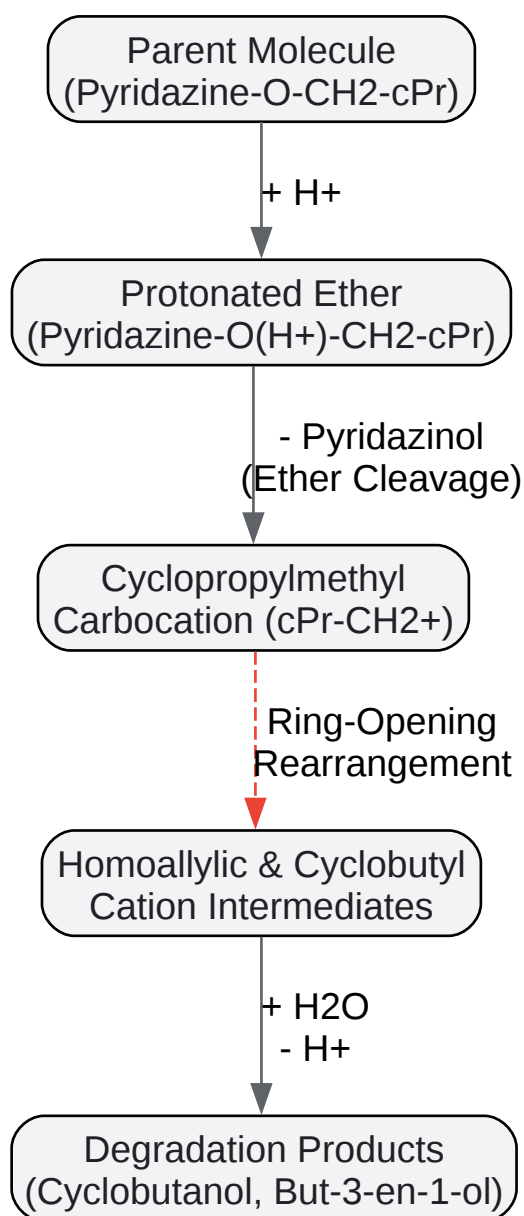 Parent Molecule
(Pyridazine-O-CH2-cPr)
+ H+
Protonated Ether
(Pyridazine-O(H+)-CH2-cPr)
- Pyridazinol
(Ether Cleavage)
Cyclopropylmethyl
Carbocation (cPr-CH2+)
Ring-Opening
Rearrangement
Homoallylic & Cyclobutyl
Cation Intermediates
+ H2O
- H+
Degradation Products
(Cyclobutanol, But-3-en-1-ol)